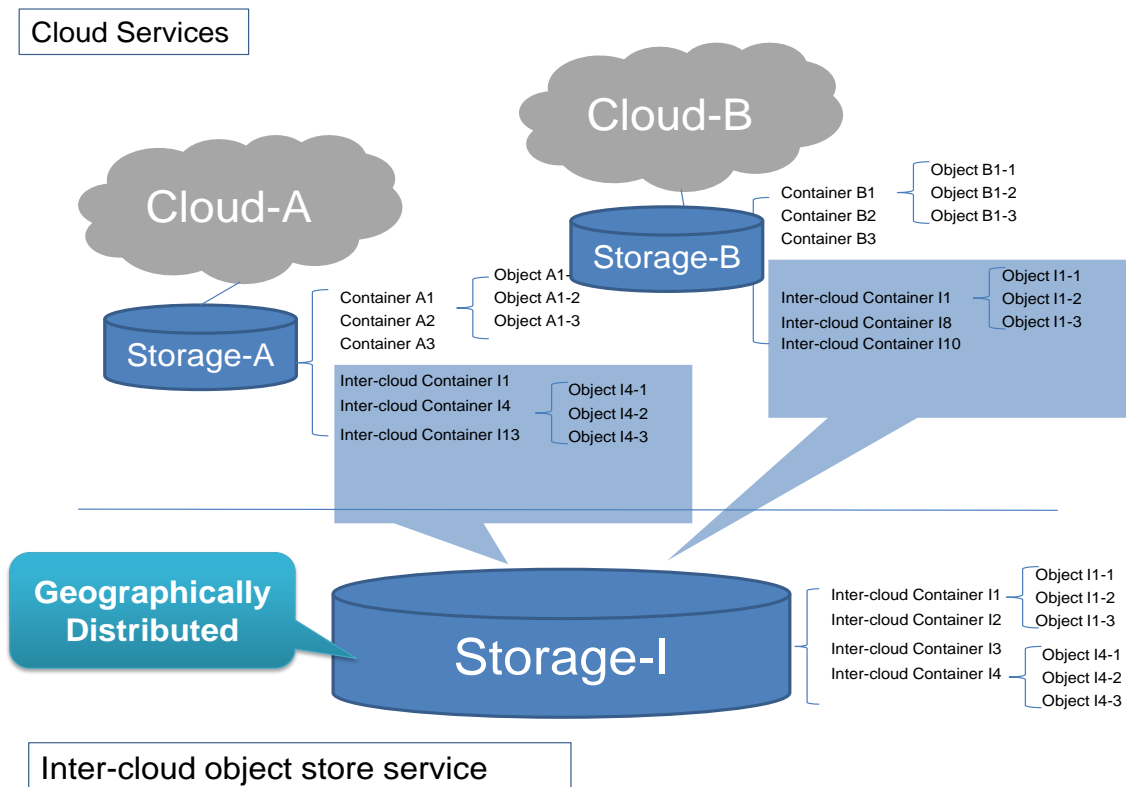 Cloud Services
Cloud-B
Cloud-A
Storage-B
Container B1
Container B2
Container B3
Object B1-1
Object B1-2
Object B1-3
Inter-cloud Container I1
Inter-cloud Container I8
Inter-cloud Container I10
Object I1-1
Object I1-2
Object I1-3
Storage-A
Container A1
Container A2
Container A3
Object A1-
Object A1-2
Object A1-3
Inter-cloud Container I1
Inter-cloud Container I4
Inter-cloud Container I13
Object I4-1
Object I4-2
Object I4-3
Geographically
Distributed
Storage-I
Inter-cloud Container I1
Inter-cloud Container I2
Inter-cloud Container I3
Inter-cloud Container I4
Object I1-1
Object I1-2
Object I1-3
Object I4-1
Object I4-2
Object I4-3
Inter-cloud object store service